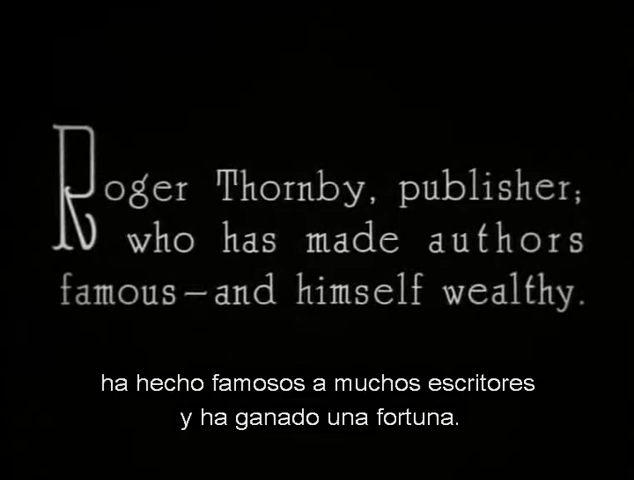 Roger Thornby, publisher;
who has made authors
famous—and himself wealthy.
ha hecho famosos a muchos escritores
y ha ganado una fortuna.